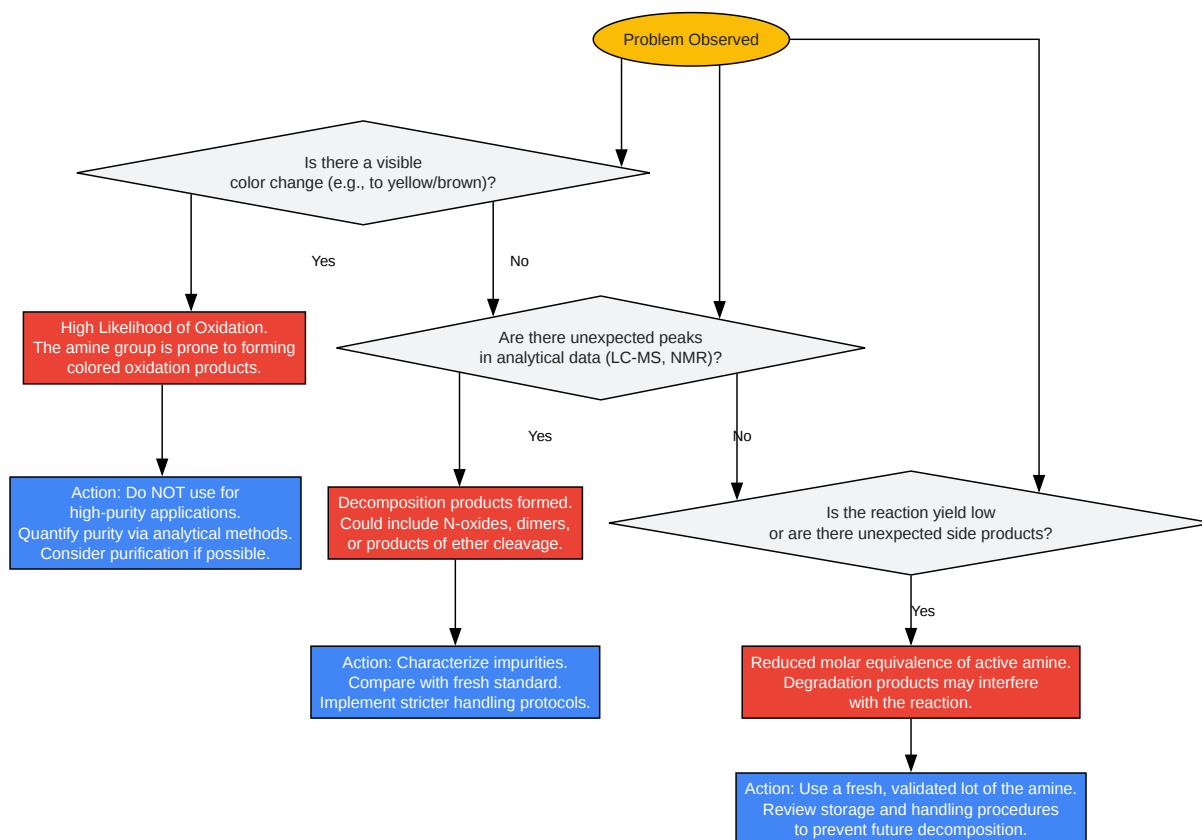 Problem Observed
Is there a visible
color change (e.g., to yellow/brown)?
Yes
No
High Likelihood of Oxidation.
The amine group is prone to forming
colored oxidation products.
Are there unexpected peaks
in analytical data (LC-MS, NMR)?
Yes
No
Action: Do NOT use for
high-purity applications.
Quantify purity via analytical methods.
Consider purification if possible.
Decomposition products formed.
Could include N-oxides, dimers,
or products of ether cleavage.
Is the reaction yield low
or are there unexpected side products?
Yes
Action: Characterize impurities.
Compare with fresh standard.
Implement stricter handling protocols.
Reduced molar equivalence of active amine.
Degradation products may interfere
with the reaction.
Action: Use a fresh, validated lot of the amine.
Review storage and handling procedures
to prevent future decomposition.